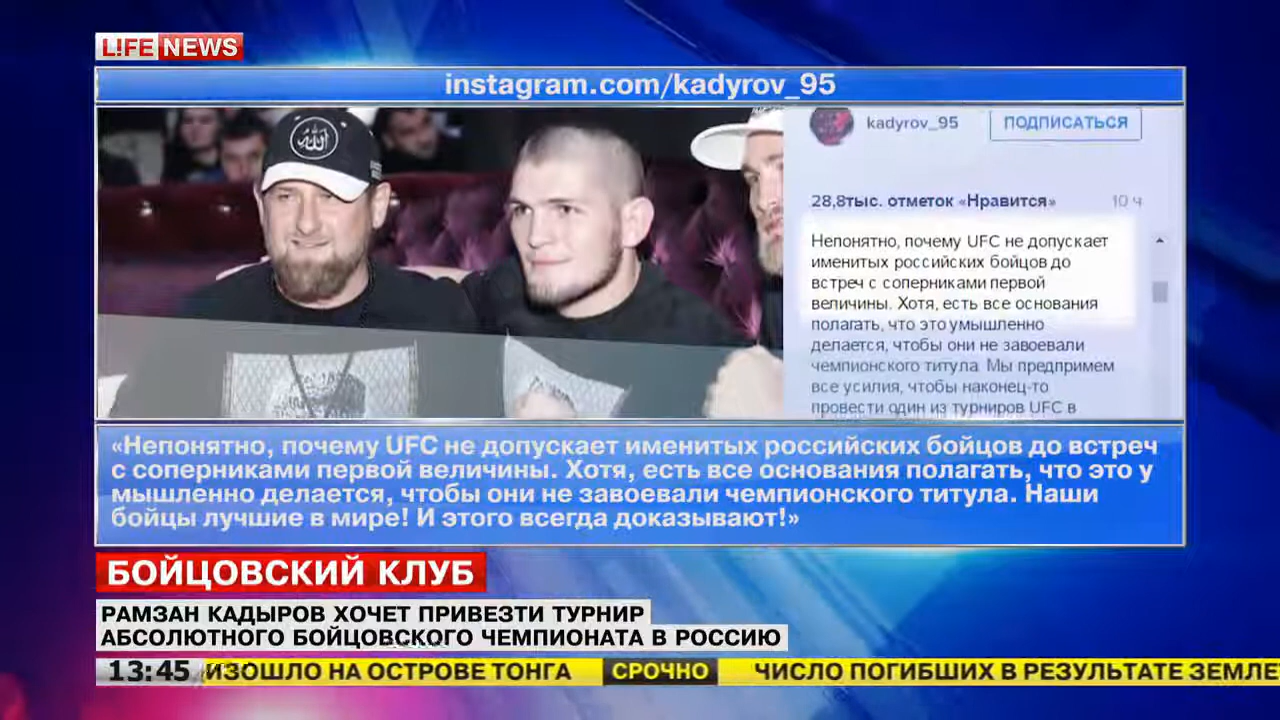 L!FE NEWS
instagram.com/kadyrov_95
الله
kadyrov_95
ПОДПИСАТЬСЯ
28,8тыс. отметок «Нравится» 10 ч
Непонятно, почему UFC не допускает
именитых российских бойцов до
встреч с соперниками первой
величины. Хотя, есть все основания
полагать, что это умышленно
делается, чтобы они не завоевали
чемпионского титула. Мы предпримем
все усилия, чтобы наконец-то
провести один из турниров UFC в
«Непонятно, почему UFC не допускает именитых российских бойцов до встреч
с соперниками первой величины. Хотя, есть все основания полагать, что это у
мышленно делается, чтобы они не завоевали чемпионского титула. Наши
бойцы лучшие в мире! И этого всегда доказывают!»
БОЙЦОВСКИЙ КЛУБ
РАМЗАН КАДЫРОВ ХОЧЕТ ПРИВЕЗТИ ТУРНИР
АБСОЛЮТНОГО БОЙЦОВСКОГО ЧЕМПИОНАТА В РОССИЮ
13:45 ИЗОШЛО НА ОСТРОВЕ ТОНГА СРОЧНО ЧИСЛО ПОГИБШИХ В РЕЗУЛЬТАТЕ ЗЕМЛЕ